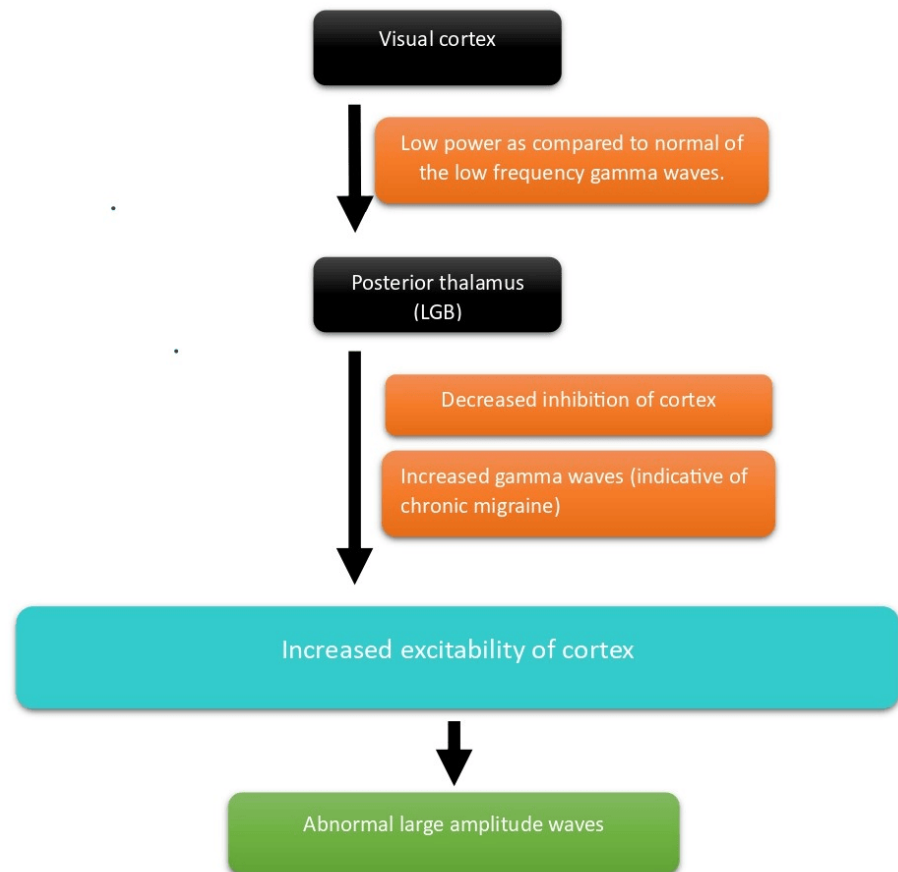 Visual cortex
Low power as compared to normal of
the low frequency gamma waves.
Posterior thalamus
(LGB)
Decreased inhibition of cortex
Increased gamma waves (indicative of
chronic migraine)
Increased excitability of cortex
Abnormal large amplitude waves